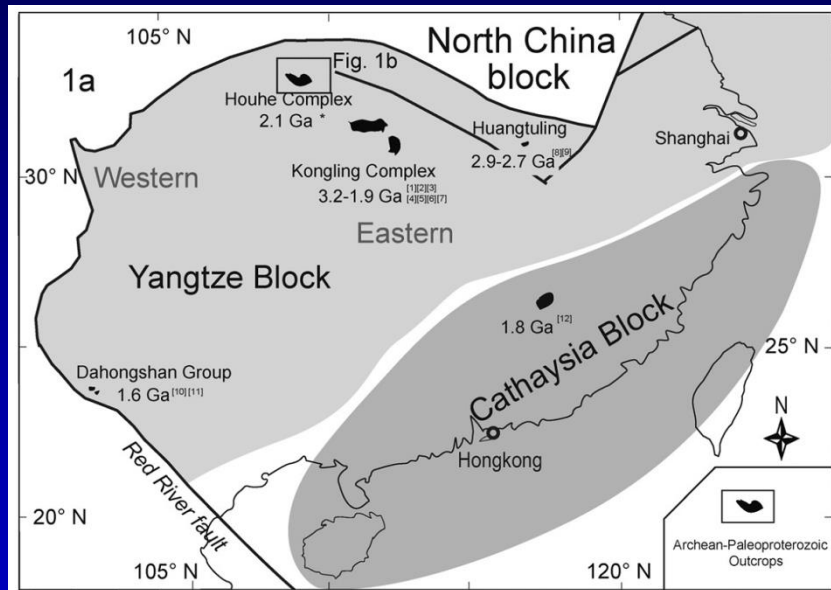 105° N
1a
North China
block
Fig. 1b
Houhe Complex
2.1 Ga *
Huangtuling
2.9-2.7 Ga [8][9]
Shanghai
Kongling Complex
3.2-1.9 Ga [1][2][3]
[4][5][6][7]
30° N
Western
Eastern
Yangtze Block
1.8 Ga [12]
Cathaysia Block
25° N
Dahongshan Group
1.6 Ga [10][11]
N
Hongkong
Red River fault
20° N
Archean-Paleoproterozoic
Outcrops
105° N
120° N